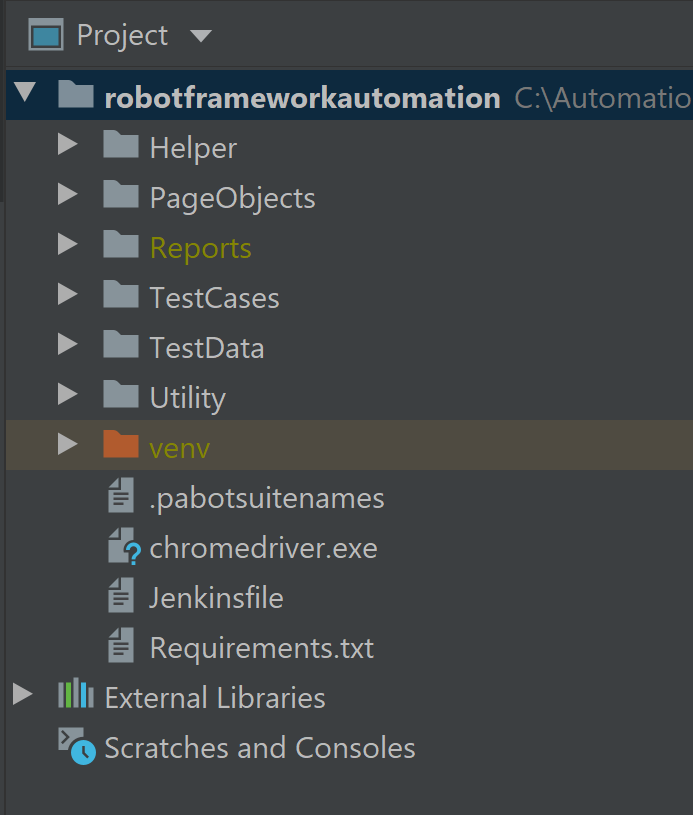 Project
robotframeworkautomation C:\Automatio
Helper
PageObjects
Reports
TestCases
TestData
Utility
venv
.pabotsuitenames
chromedriver.exe
Jenkinsfile
Requirements.txt
External Libraries
Scratches and Consoles